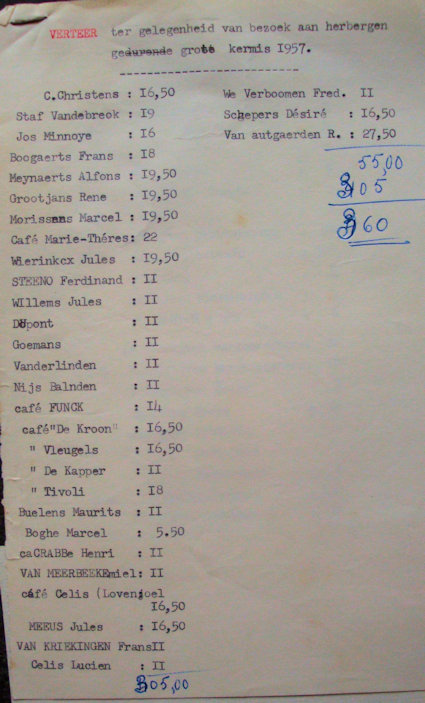 VERTEER ter gelegenheid van bezoek aan herbergen
gedurende grote kermis 1957.
C.Christens : I6,50
Staf Vandebroek : I9
Jos Minnoye : I6
Boogaerts Frans : I8
Meynaerts Alfons : I9,50
Grootjans Rene : I9,50
Morissens Marcel : I9,50
Café Marie-Théres: 22
Wierinkcx Jules : I9,50
STEENO Ferdinand : II
WIllems Jules : II
Dupont : II
Goemans : II
Vanderlinden : II
Nijs Balnden : II
café FUNCK : I4
café"De Kroon" : I6,50
" Vleugels : I6,50
" De Kapper : II
" Tivoli : I8
Buelens Maurits : II
Boghe Marcel : 5.50
caCRABBe Henri : II
VAN MEERBEEKEmiel: II
café Celis (Lovenjoel
I6,50
MEEUS Jules : I6,50
VAN KRIEKINGEN FransII
Celis Lucien : II
305,00
We Verboomen Fred. II
Schepers Désiré : I6,50
Van autgaerden R. : 27,50
55,00
305
360